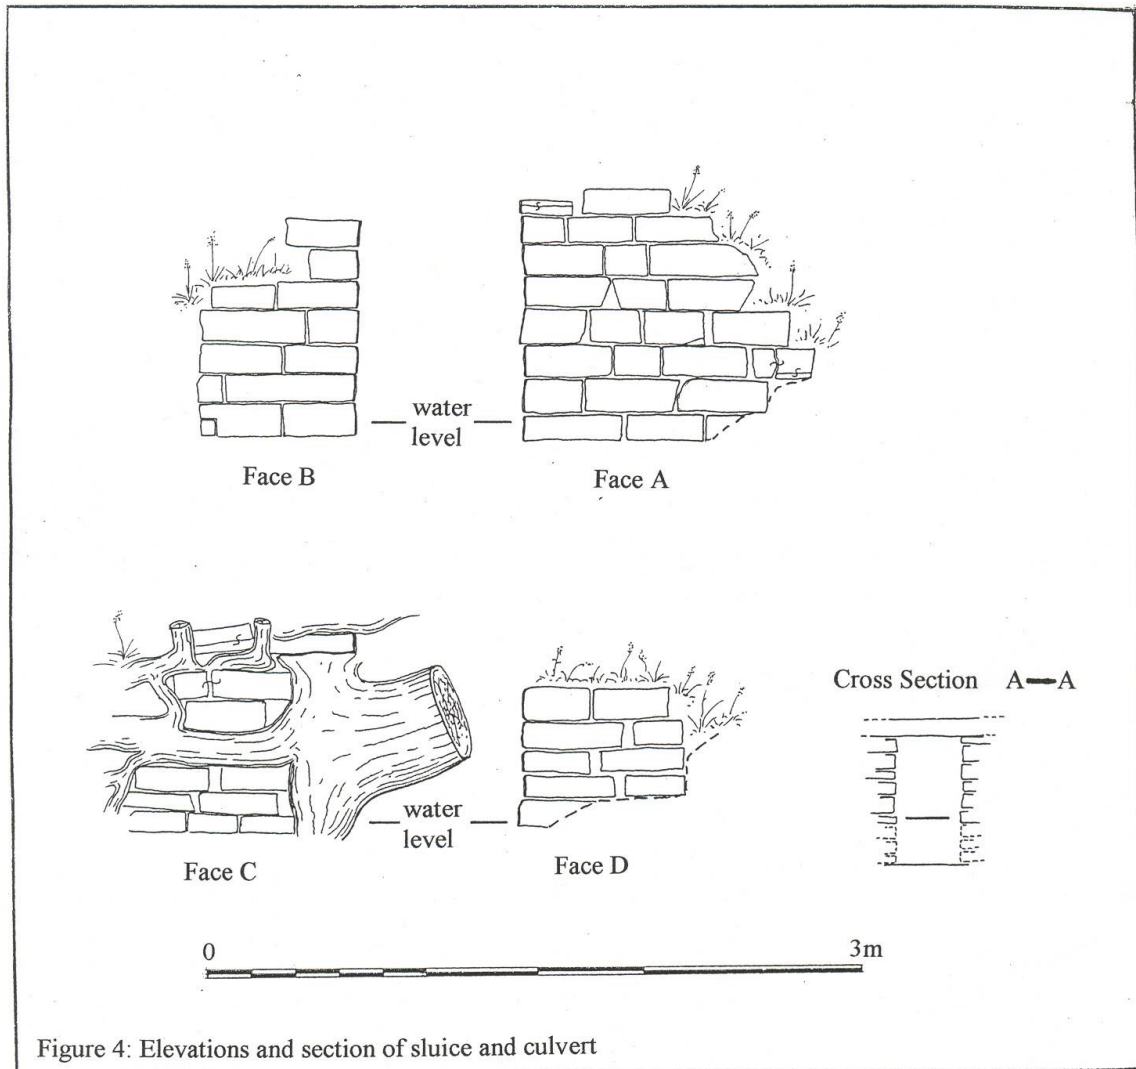 water
level
Face B
Face A
Cross Section A — A
water
level
Face D
Face C
0
3m
Figure 4: Elevations and section of sluice and culvert